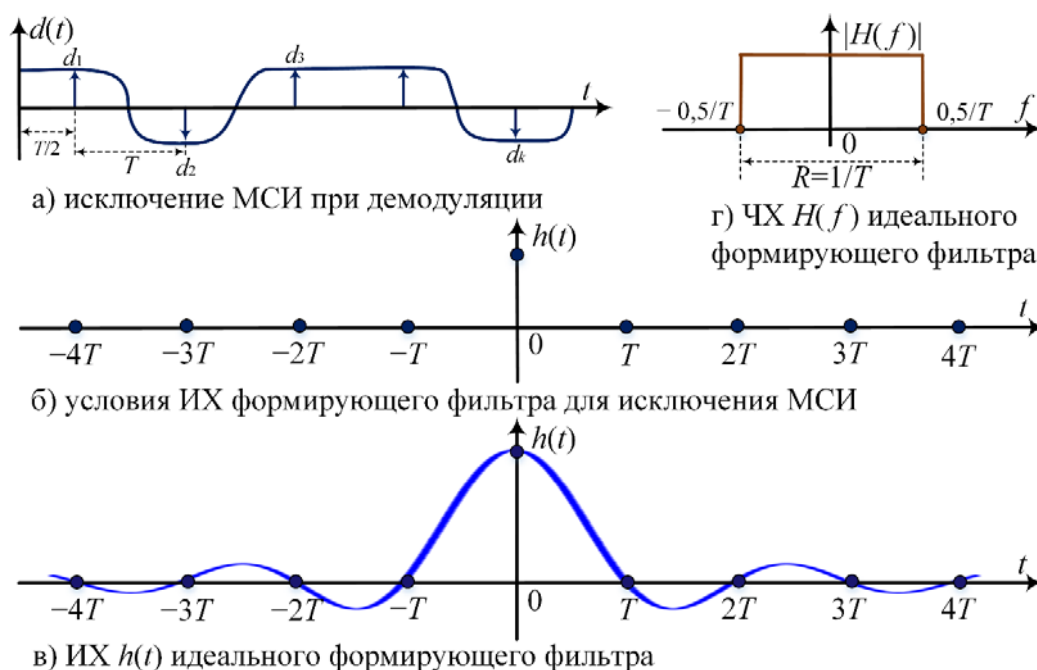 d(t)
d₁
d₃
t
T/2
T
d₂
dₖ
а) исключение МСИ при демодуляции
|H(f)|
− 0,5/T
0,5/T
f
0
R=1/T
г) ЧХ H(f) идеального
формирующего фильтра
h(t)
t
−4T −3T −2T −T 0 T 2T 3T 4T
б) условия ИХ формирующего фильтра для исключения МСИ
h(t)
t
−4T −3T −2T −T 0 T 2T 3T 4T
в) ИХ h(t) идеального формирующего фильтра